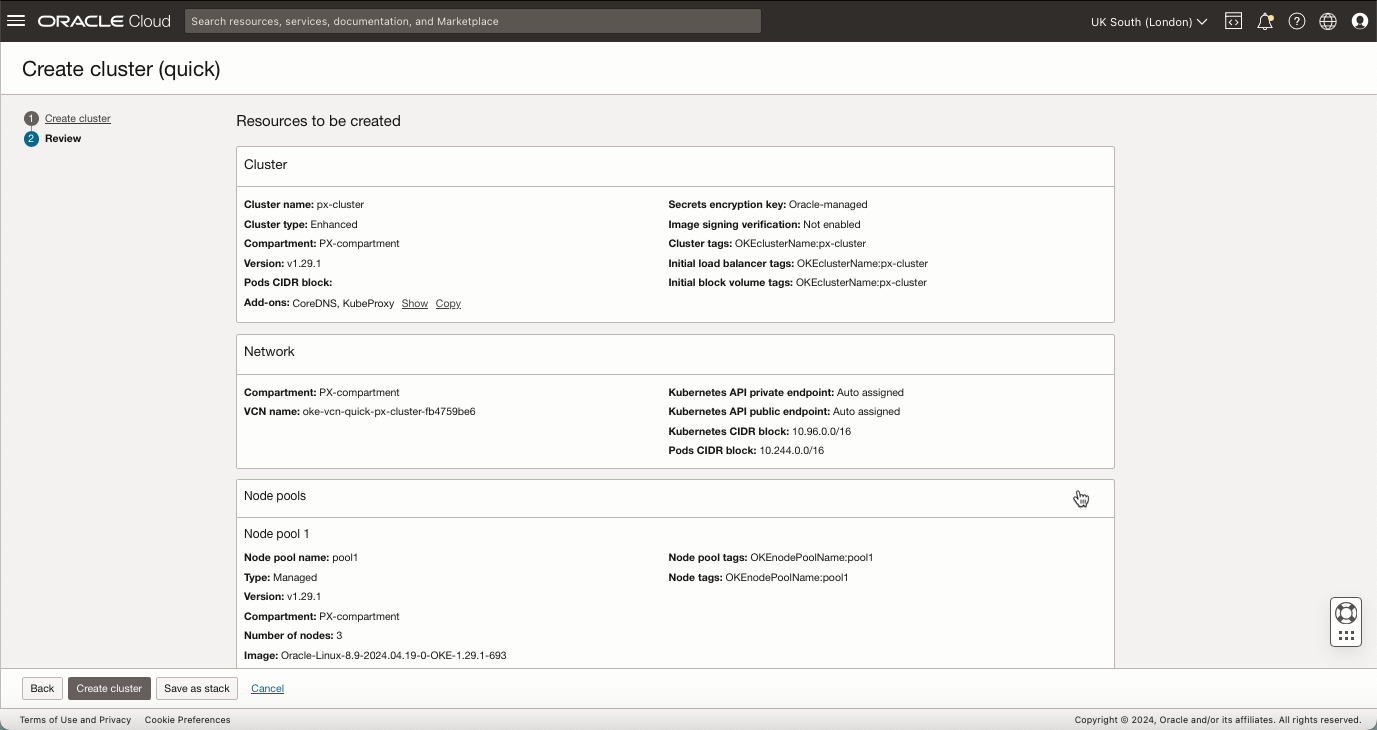 ORACLE Cloud
Search resources, services, documentation, and Marketplace
UK South (London)
Create cluster (quick)
1 Create cluster
2 Review
Resources to be created
Cluster
Cluster name: px-cluster
Cluster type: Enhanced
Compartment: PX-compartment
Version: v1.29.1
Pods CIDR block:
Add-ons: CoreDNS, KubeProxy Show Copy
Secrets encryption key: Oracle-managed
Image signing verification: Not enabled
Cluster tags: OKEclusterName:px-cluster
Initial load balancer tags: OKEclusterName:px-cluster
Initial block volume tags: OKEclusterName:px-cluster
Network
Compartment: PX-compartment
VCN name: oke-vcn-quick-px-cluster-fb4759be6
Kubernetes API private endpoint: Auto assigned
Kubernetes API public endpoint: Auto assigned
Kubernetes CIDR block: 10.96.0.0/16
Pods CIDR block: 10.244.0.0/16
Node pools
Node pool 1
Node pool name: pool1
Type: Managed
Version: v1.29.1
Compartment: PX-compartment
Number of nodes: 3
Image: Oracle-Linux-8.9-2024.04.19-0-OKE-1.29.1-693
Node pool tags: OKEnodePoolName:pool1
Node tags: OKEnodePoolName:pool1
Back Create cluster Save as stack Cancel
Terms of Use and Privacy Cookie Preferences
Copyright © 2024, Oracle and/or its affiliates. All rights reserved.